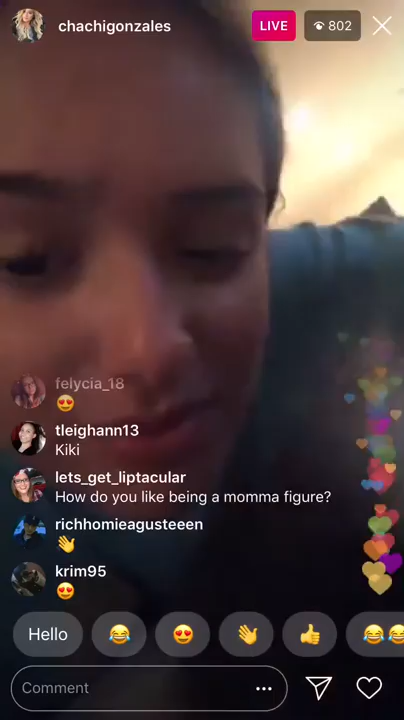 chachigonzales
LIVE
802
felycia_18
😍
tleighann13
Kiki
lets_get_liptacular
How do you like being a momma figure?
richhomieagusteeen
👋
krim95
😍
Hello 😂 😍 👋 👍 😂😂
Comment